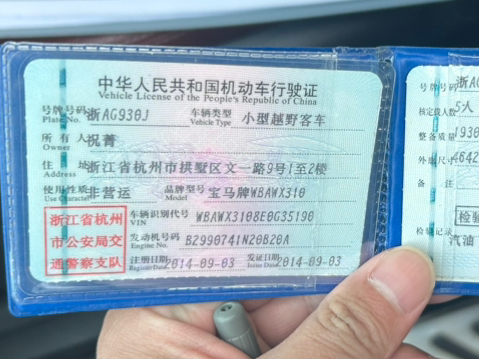 中华人民共和国机动车行驶证
Vehicle License of the People's Republic of China
号牌号码 浙AG930J 车辆类型 小型越野客车
Plate No. Vehicle Type
所有人 祝菁
Owner
住址 浙江省杭州市拱墅区文一路9号1至2楼
Address
使用性质 非营运 品牌型号 宝马牌WBAWX310
Use Character Model
浙江省杭州
市公安局交
通警察支队
车辆识别代号 WBAWX3108E0G35190
VIN
发动机号码 B2990741N20B20A
Engine No.
注册日期 2014-09-03 发证日期 2014-09-03
Register Date Issue Date
号牌号码 浙AG
核定载人数 5人
整备质量 1930
外廓尺寸 4642
备注
检验
检验记录
汽油